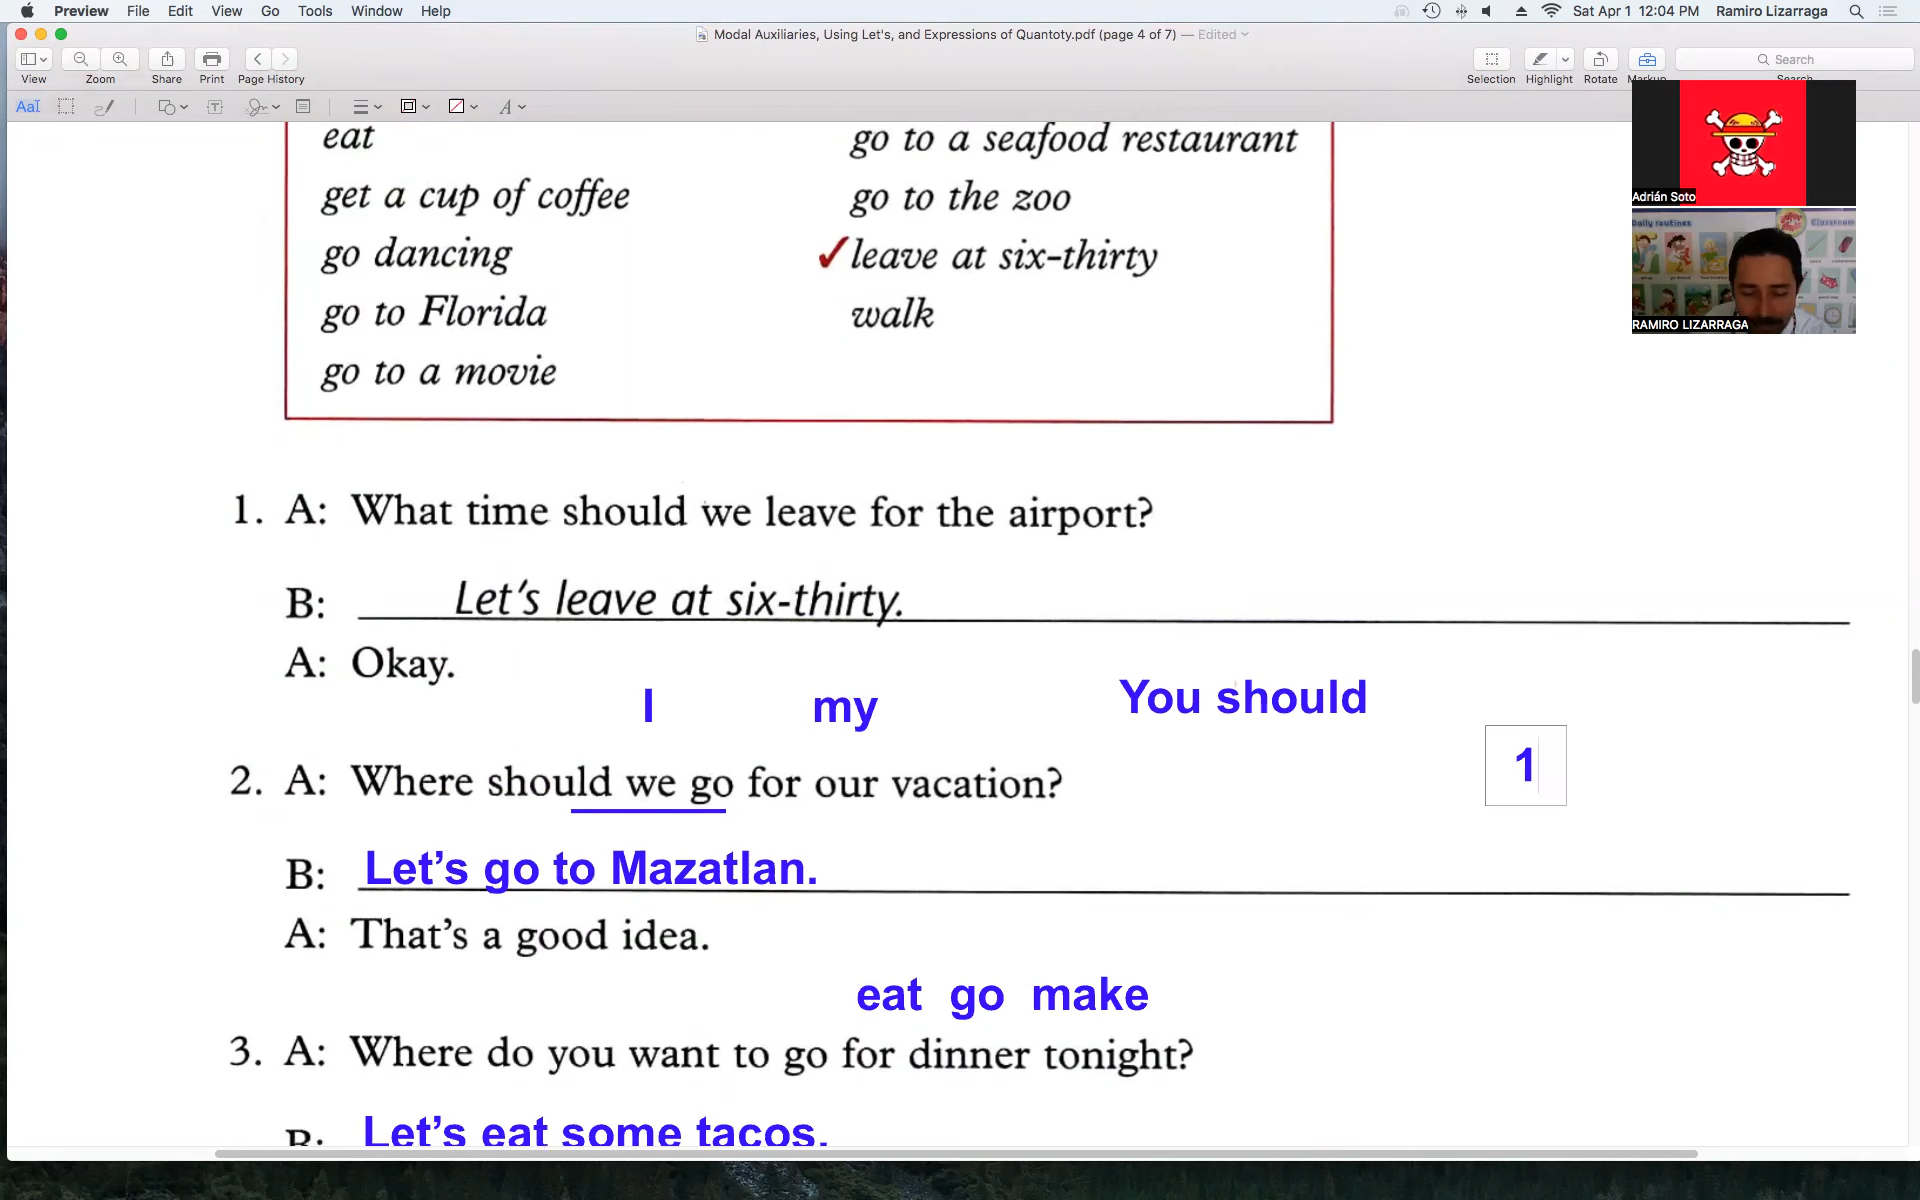 Preview File Edit View Go Tools Window Help Sat Apr 1 12:04 PM Ramiro Lizarraga
Modal Auxiliaries, Using Let's, and Expressions of Quantoty.pdf (page 4 of 7) — Edited
View Zoom Share Print Page History Selection Highlight Rotate Markup Search
Search
AaI T A
eat go to a seafood restaurant
get a cup of coffee go to the zoo
go dancing ✓leave at six-thirty
go to Florida walk
go to a movie
Adrián Soto
Daily routines Classroom
RAMIRO LIZARRAGA
1. A: What time should we leave for the airport?
B: Let's leave at six-thirty.
A: Okay.
I my You should
1
2. A: Where should we go for our vacation?
B: Let's go to Mazatlan.
A: That's a good idea.
eat go make
3. A: Where do you want to go for dinner tonight?
B: Let's eat some tacos.